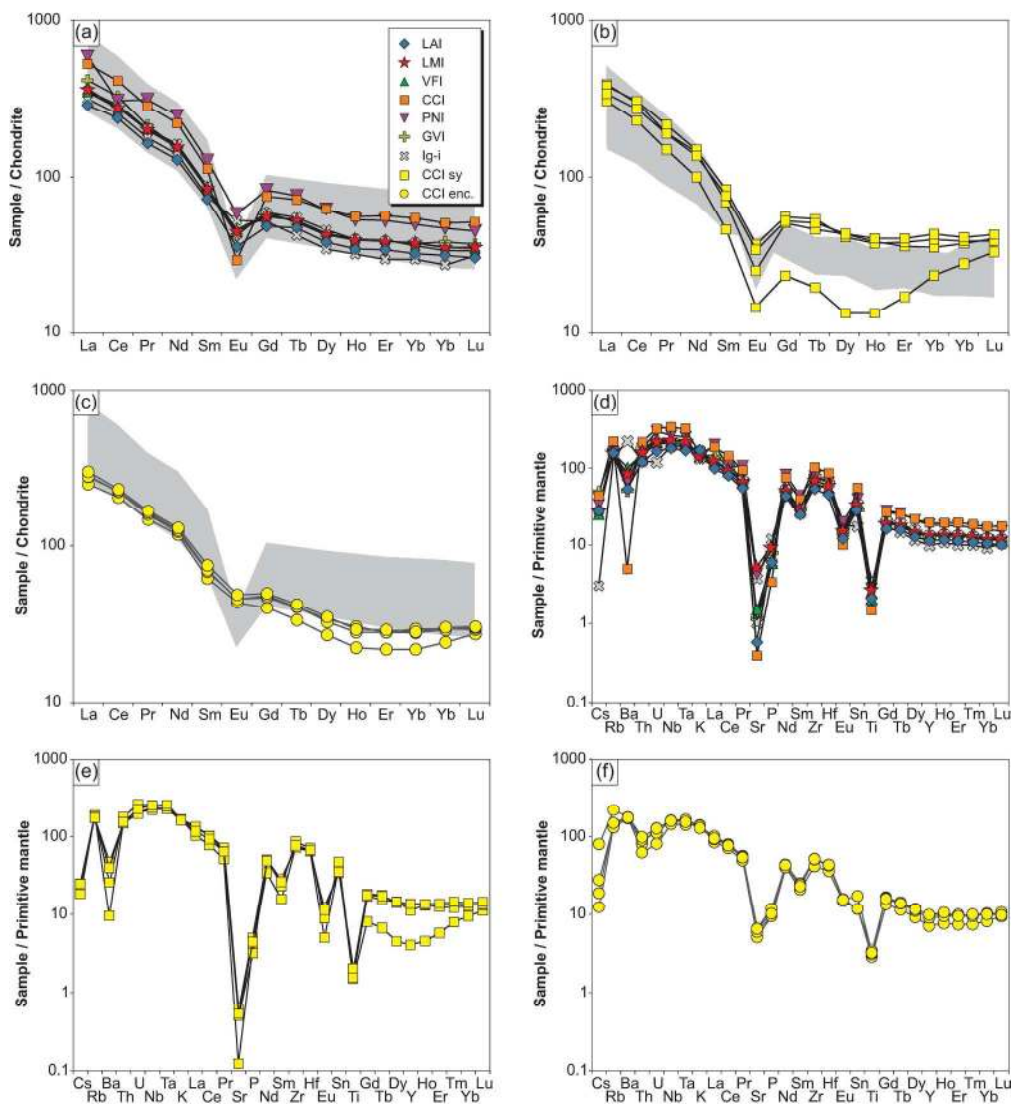 (a)
1000
100
10
Sample / Chondrite
La Ce Pr Nd Sm Eu Gd Tb Dy Ho Er Yb Yb Lu
LAI
LMI
VFI
CCI
PNI
GVI
Ig-i
CCI sy
CCI enc.
(b)
1000
100
10
Sample / Chondrite
La Ce Pr Nd Sm Eu Gd Tb Dy Ho Er Yb Yb Lu
(c)
1000
100
10
Sample / Chondrite
La Ce Pr Nd Sm Eu Gd Tb Dy Ho Er Yb Yb Lu
(d)
1000
100
10
1
0.1
Sample / Primitive mantle
Cs Ba U Ta La Pr P Sm Hf Sn Gd Dy Ho Tm Lu
Rb Th Nb K Ce Sr Nd Zr Eu Ti Tb Y Er Yb
(e)
1000
100
10
1
0.1
Sample / Primitive mantle
Cs Ba U Ta La Pr P Sm Hf Sn Gd Dy Ho Tm Lu
Rb Th Nb K Ce Sr Nd Zr Eu Ti Tb Y Er Yb
(f)
1000
100
10
1
0.1
Sample / Primitive mantle
Cs Ba U Ta La Pr P Sm Hf Sn Gd Dy Ho Tm Lu
Rb Th Nb K Ce Sr Nd Zr Eu Ti Tb Y Er Yb